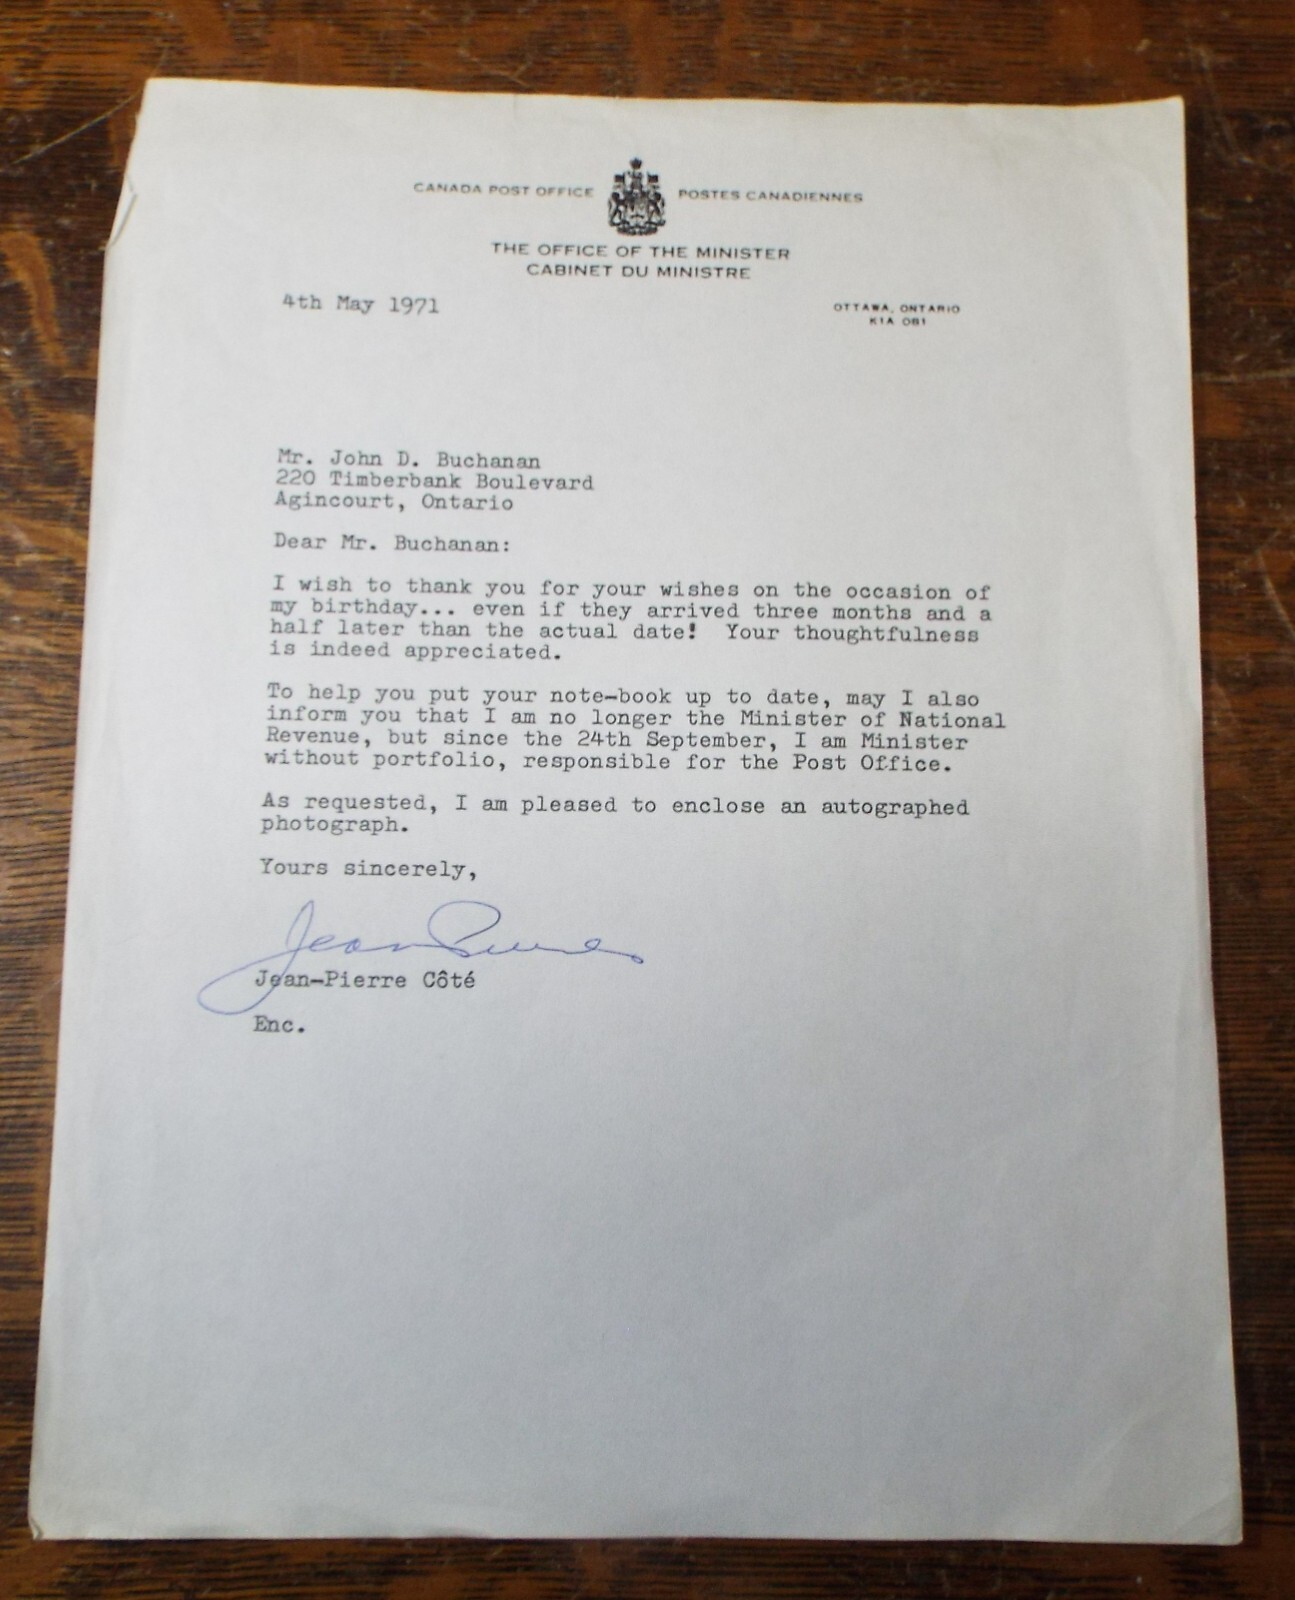 CANADA POST OFFICE POSTES CANADIENNES
THE OFFICE OF THE MINISTER
CABINET DU MINISTRE
4th May 1971
OTTAWA, ONTARIO
K1A 0B1
Mr. John D. Buchanan
220 Timberbank Boulevard
Agincourt, Ontario
Dear Mr. Buchanan:
I wish to thank you for your wishes on the occasion of
my birthday... even if they arrived three months and a
half later than the actual date! Your thoughtfulness
is indeed appreciated.
To help you put your note-book up to date, may I also
inform you that I am no longer the Minister of National
Revenue, but since the 24th September, I am Minister
without portfolio, responsible for the Post Office.
As requested, I am pleased to enclose an autographed
photograph.
Yours sincerely,
Jean Pierre
Jean-Pierre Côté
Enc.